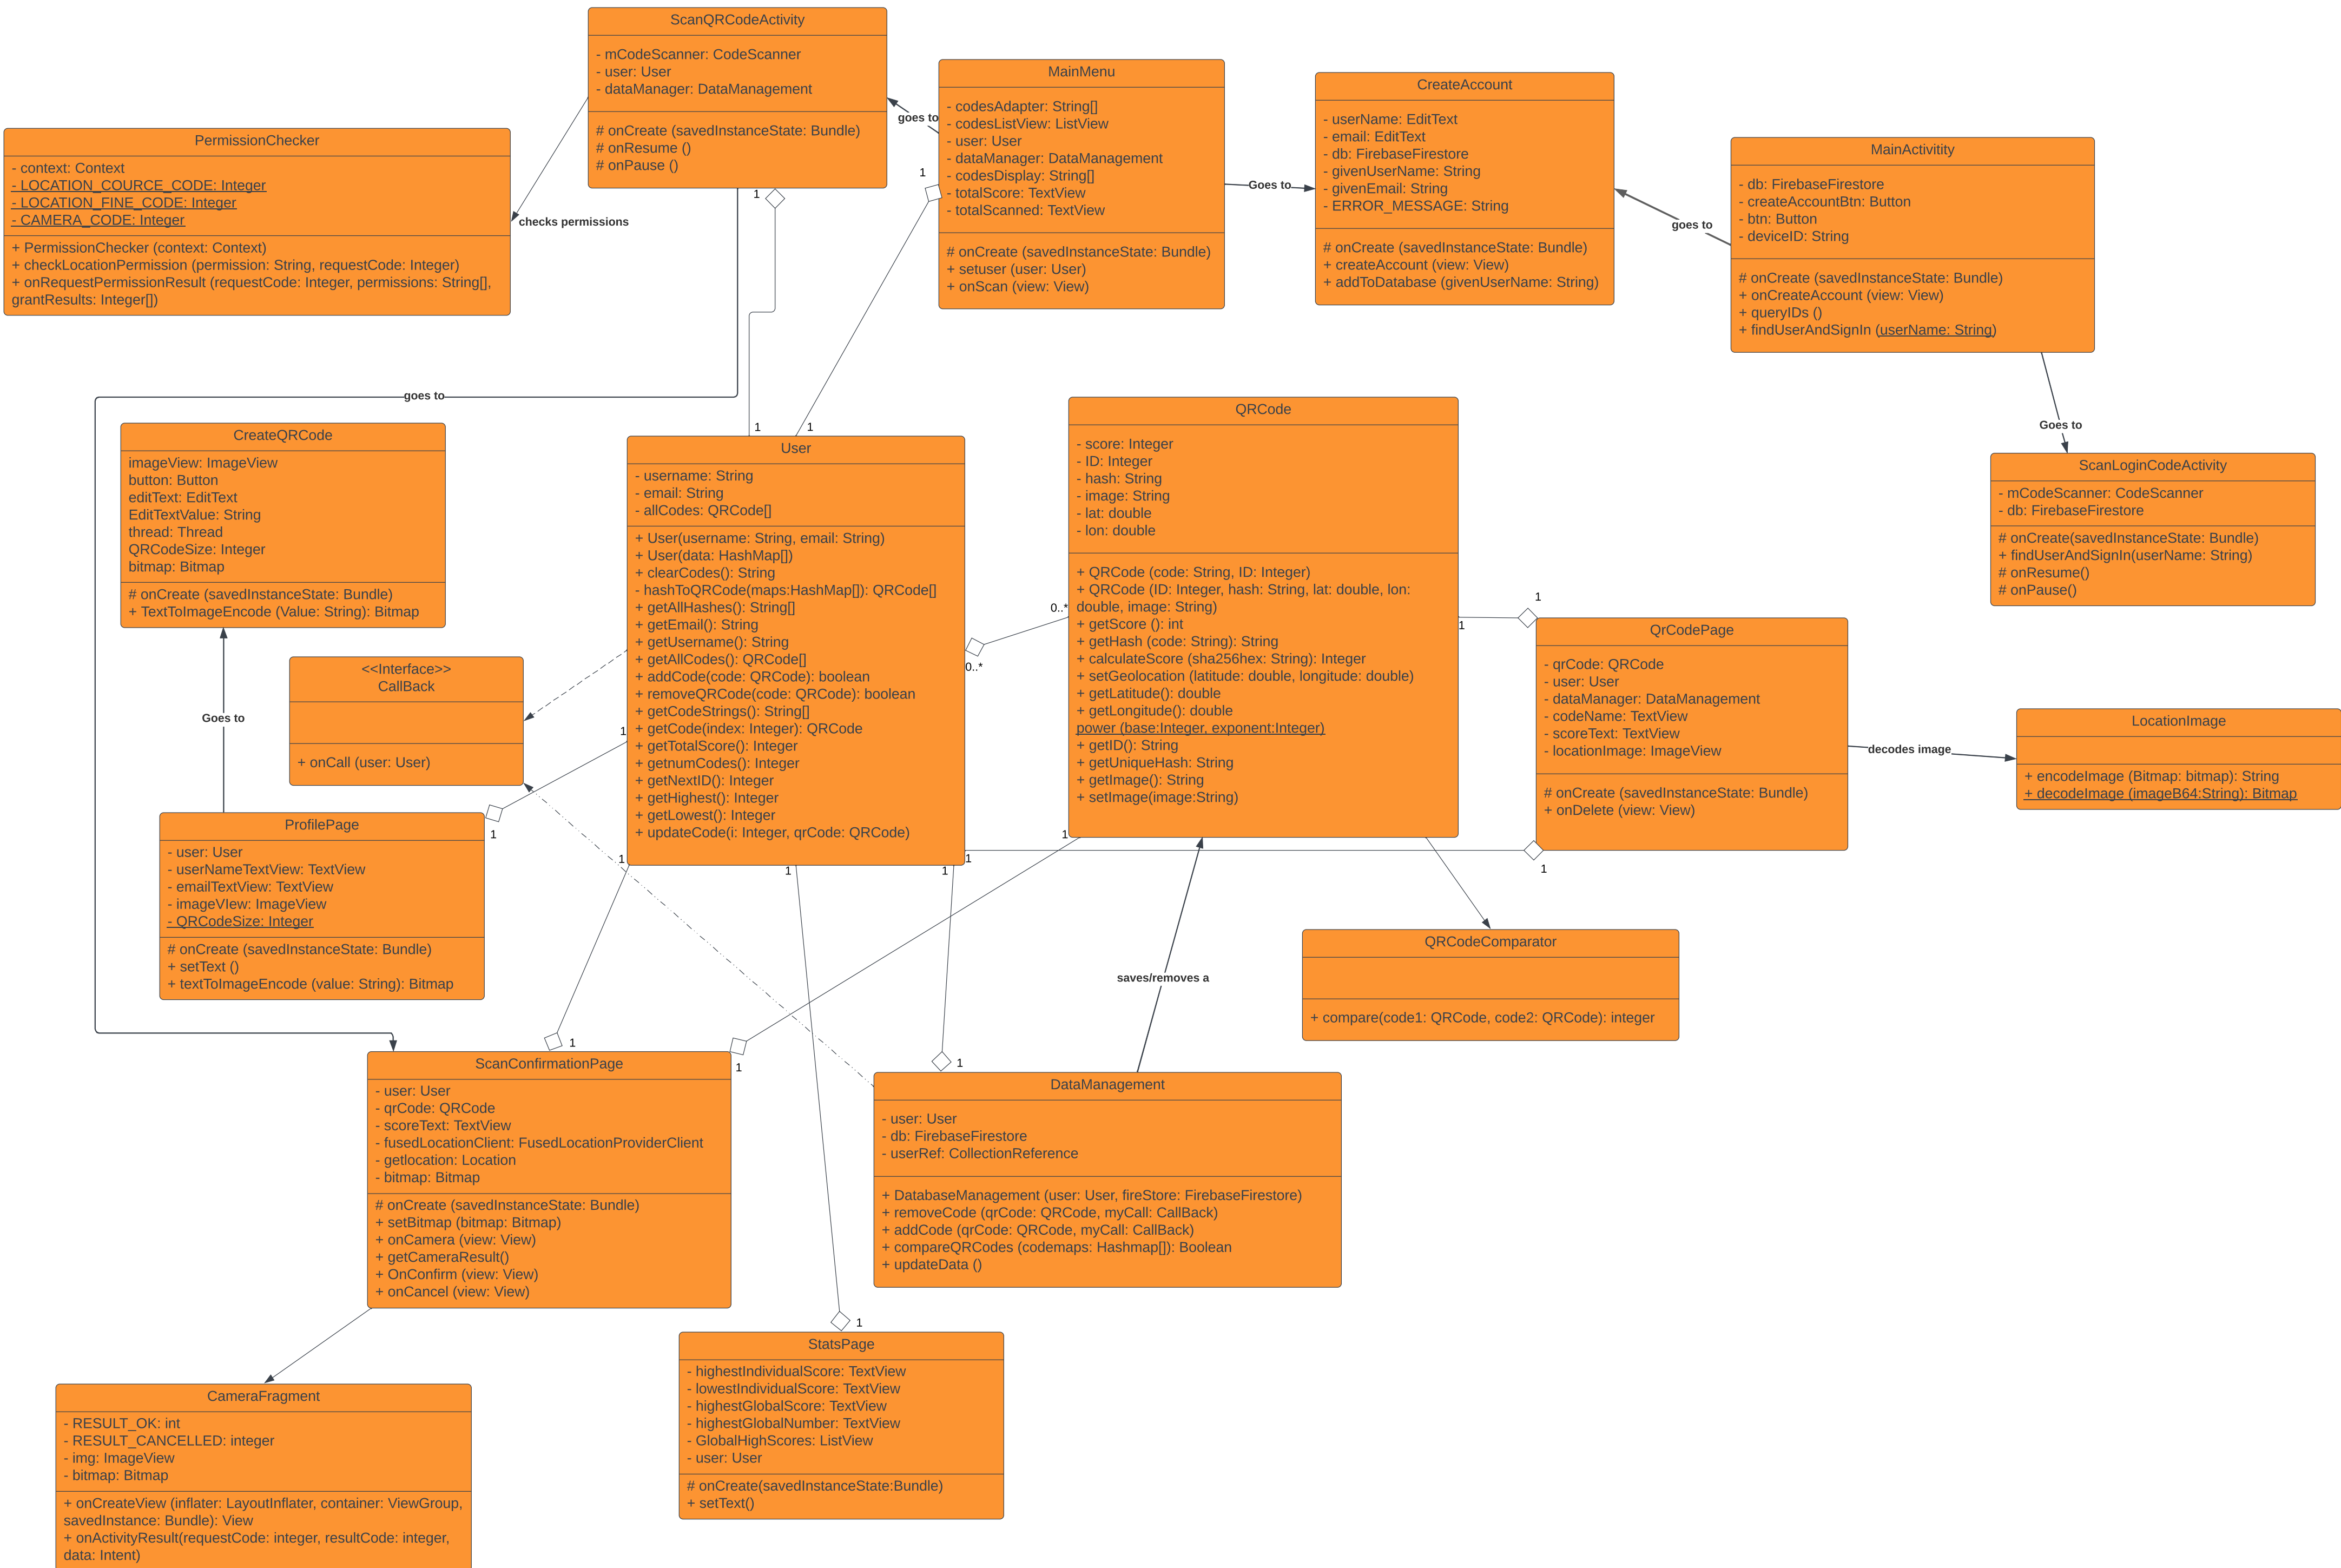 ScanQRCodeActivity
- mCodeScanner: CodeScanner
- user: User
- dataManager: DataManagement
# onCreate (savedInstanceState: Bundle)
# onResume ()
# onPause ()
1
goes to
MainMenu
- codesAdapter: String[]
- codesListView: ListView
- user: User
- dataManager: DataManagement
- codesDisplay: String[]
- totalScore: TextView
- totalScanned: TextView
# onCreate (savedInstanceState: Bundle)
+ setuser (user: User)
+ onScan (view: View)
1
Goes to
CreateAccount
- userName: EditText
- email: EditText
- db: FirebaseFirestore
- givenUserName: String
- givenEmail: String
- ERROR_MESSAGE: String
# onCreate (savedInstanceState: Bundle)
+ createAccount (view: View)
+ addToDatabase (givenUserName: String)
goes to
MainActivitity
- db: FirebaseFirestore
- createAccountBtn: Button
- btn: Button
- deviceID: String
# onCreate (savedInstanceState: Bundle)
+ onCreateAccount (view: View)
+ queryIDs ()
+ findUserAndSignIn (userName: String)
Goes to
PermissionChecker
- context: Context
- LOCATION_COURCE_CODE: Integer
- LOCATION_FINE_CODE: Integer
- CAMERA_CODE: Integer
+ PermissionChecker (context: Context)
+ checkLocationPermission (permission: String, requestCode: Integer)
+ onRequestPermissionResult (requestCode: Integer, permissions: String[],
grantResults: Integer[])
checks permissions
goes to
CreateQRCode
imageView: ImageView
button: Button
editText: EditText
EditTextValue: String
thread: Thread
QRCodeSize: Integer
bitmap: Bitmap
# onCreate (savedInstanceState: Bundle)
+ TextToImageEncode (Value: String): Bitmap
Goes to
<<Interface>>
CallBack
+ onCall (user: User)
1
1
User
- username: String
- email: String
- allCodes: QRCode[]
+ User(username: String, email: String)
+ User(data: HashMap[])
+ clearCodes(): String
- hashToQRCode(maps:HashMap[]): QRCode[]
+ getAllHashes(): String[]
+ getEmail(): String
+ getUsername(): String
+ getAllCodes(): QRCode[]
+ addCode(code: QRCode): boolean
+ removeQRCode(code: QRCode): boolean
+ getCodeStrings(): String[]
+ getCode(index: Integer): QRCode
+ getTotalScore(): Integer
+ getnumCodes(): Integer
+ getNextID(): Integer
+ getHighest(): Integer
+ getLowest(): Integer
+ updateCode(i: Integer, qrCode: QRCode)
0..*
0..*
1
1
1
1
1
1
QRCode
- score: Integer
- ID: Integer
- hash: String
- image: String
- lat: double
- lon: double
+ QRCode (code: String, ID: Integer)
+ QRCode (ID: Integer, hash: String, lat: double, lon:
double, image: String)
+ getScore (): int
+ getHash (code: String): String
+ calculateScore (sha256hex: String): Integer
+ setGeolocation (latitude: double, longitude: double)
+ getLatitude(): double
+ getLongitude(): double
power (base:Integer, exponent:Integer)
+ getID(): String
+ getUniqueHash: String
+ getImage(): String
+ setImage(image:String)
1
1
1
ScanLoginCodeActivity
- mCodeScanner: CodeScanner
- db: FirebaseFirestore
# onCreate(savedInstanceState: Bundle)
+ findUserAndSignIn(userName: String)
# onResume()
# onPause()
QrCodePage
- qrCode: QRCode
- user: User
- dataManager: DataManagement
- codeName: TextView
- scoreText: TextView
- locationImage: ImageView
# onCreate (savedInstanceState: Bundle)
+ onDelete (view: View)
1
decodes image
LocationImage
+ encodeImage (Bitmap: bitmap): String
+ decodeImage (imageB64:String): Bitmap
ProfilePage
- user: User
- userNameTextView: TextView
- emailTextView: TextView
- imageVIew: ImageView
- QRCodeSize: Integer
# onCreate (savedInstanceState: Bundle)
+ setText ()
+ textToImageEncode (value: String): Bitmap
saves/removes a
QRCodeComparator
+ compare(code1: QRCode, code2: QRCode): integer
1
1
1
ScanConfirmationPage
- user: User
- qrCode: QRCode
- scoreText: TextView
- fusedLocationClient: FusedLocationProviderClient
- getlocation: Location
- bitmap: Bitmap
# onCreate (savedInstanceState: Bundle)
+ setBitmap (bitmap: Bitmap)
+ onCamera (view: View)
+ getCameraResult()
+ OnConfirm (view: View)
+ onCancel (view: View)
DataManagement
- user: User
- db: FirebaseFirestore
- userRef: CollectionReference
+ DatabaseManagement (user: User, fireStore: FirebaseFirestore)
+ removeCode (qrCode: QRCode, myCall: CallBack)
+ addCode (qrCode: QRCode, myCall: CallBack)
+ compareQRCodes (codemaps: Hashmap[]): Boolean
+ updateData ()
1
StatsPage
- highestIndividualScore: TextView
- lowestIndividualScore: TextView
- highestGlobalScore: TextView
- highestGlobalNumber: TextView
- GlobalHighScores: ListView
- user: User
# onCreate(savedInstanceState:Bundle)
+ setText()
CameraFragment
- RESULT_OK: int
- RESULT_CANCELLED: integer
- img: ImageView
- bitmap: Bitmap
+ onCreateView (inflater: LayoutInflater, container: ViewGroup,
savedInstance: Bundle): View
+ onActivityResult(requestCode: integer, resultCode: integer,
data: Intent)